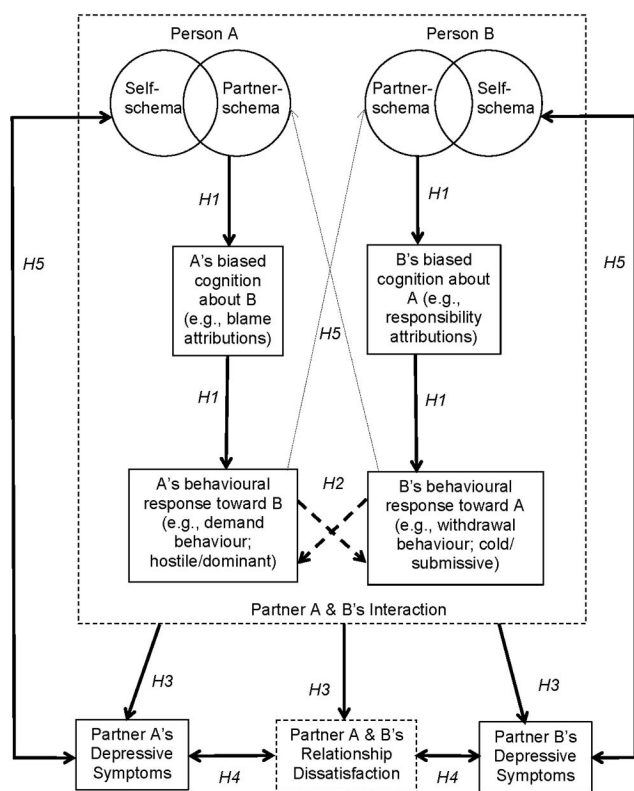 Person A
Person B
Self-
schema
Partner-
schema
Partner-
schema
Self-
schema
H1
H1
H5
H5
A's biased
cognition
about B
(e.g., blame
attributions)
B's biased
cognition about
A (e.g.,
responsibility
attributions)
H5
H1
H1
A's behavioural
response toward B
(e.g., demand
behaviour;
hostile/dominant)
H2
B's behavioural
response toward A
(e.g., withdrawal
behaviour; cold/
submissive)
Partner A & B's Interaction
H3
H3
H3
Partner A's
Depressive
Symptoms
H4
Partner A & B's
Relationship
Dissatisfaction
H4
Partner B's
Depressive
Symptoms